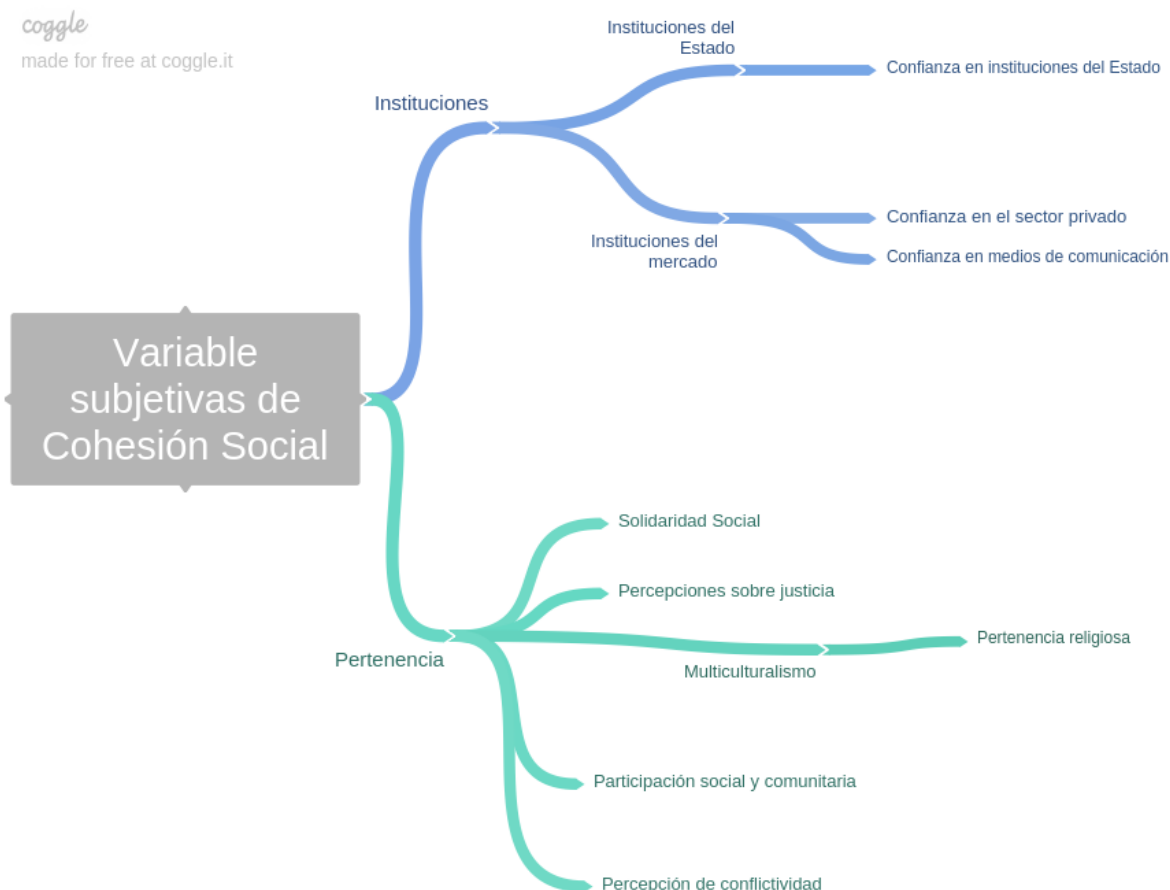 coggle
made for free at coggle.it
Instituciones del
Estado
Confianza en instituciones del Estado
Instituciones
Confianza en el sector privado
Instituciones del
mercado
Confianza en medios de comunicación
Variable
subjetivas de
Cohesión Social
Solidaridad Social
Percepciones sobre justicia
Pertenencia religiosa
Pertenencia
Multiculturalismo
Participación social y comunitaria
Percepción de conflictividad